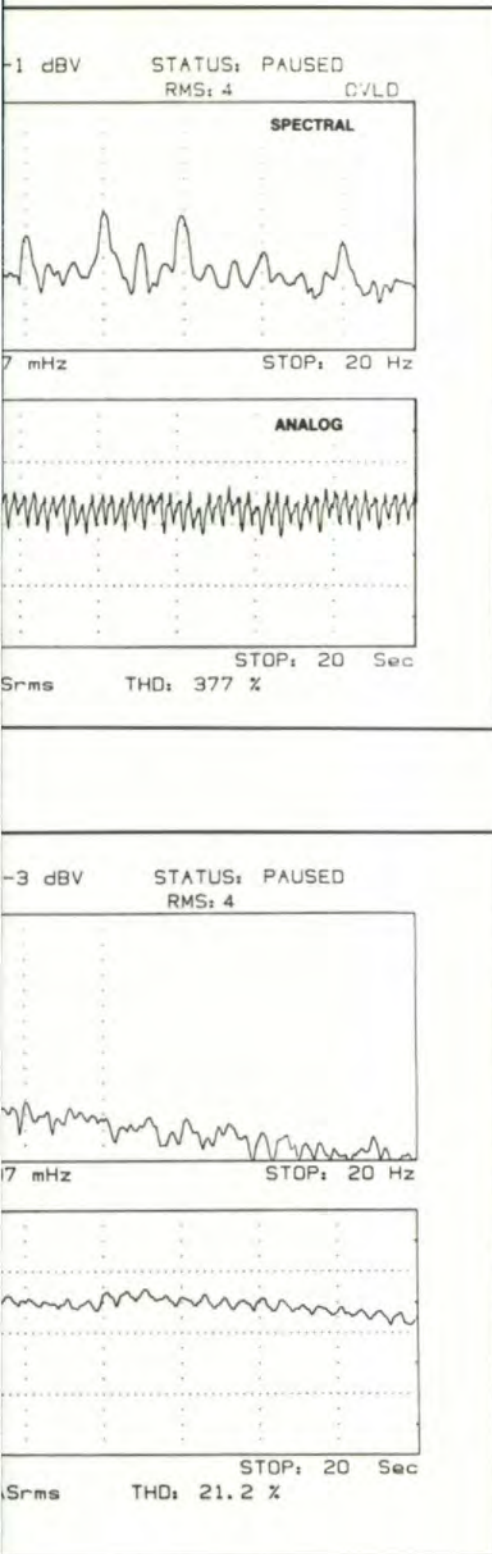 -1 dBV STATUS: PAUSED
RMS: 4 OVLD
SPECTRAL
7 mHz STOP: 20 Hz
ANALOG
STOP: 20 Sec
Srms THD: 377 %
-3 dBV STATUS: PAUSED
RMS: 4
7 mHz STOP: 20 Hz
STOP: 20 Sec
Srms THD: 21.2 %